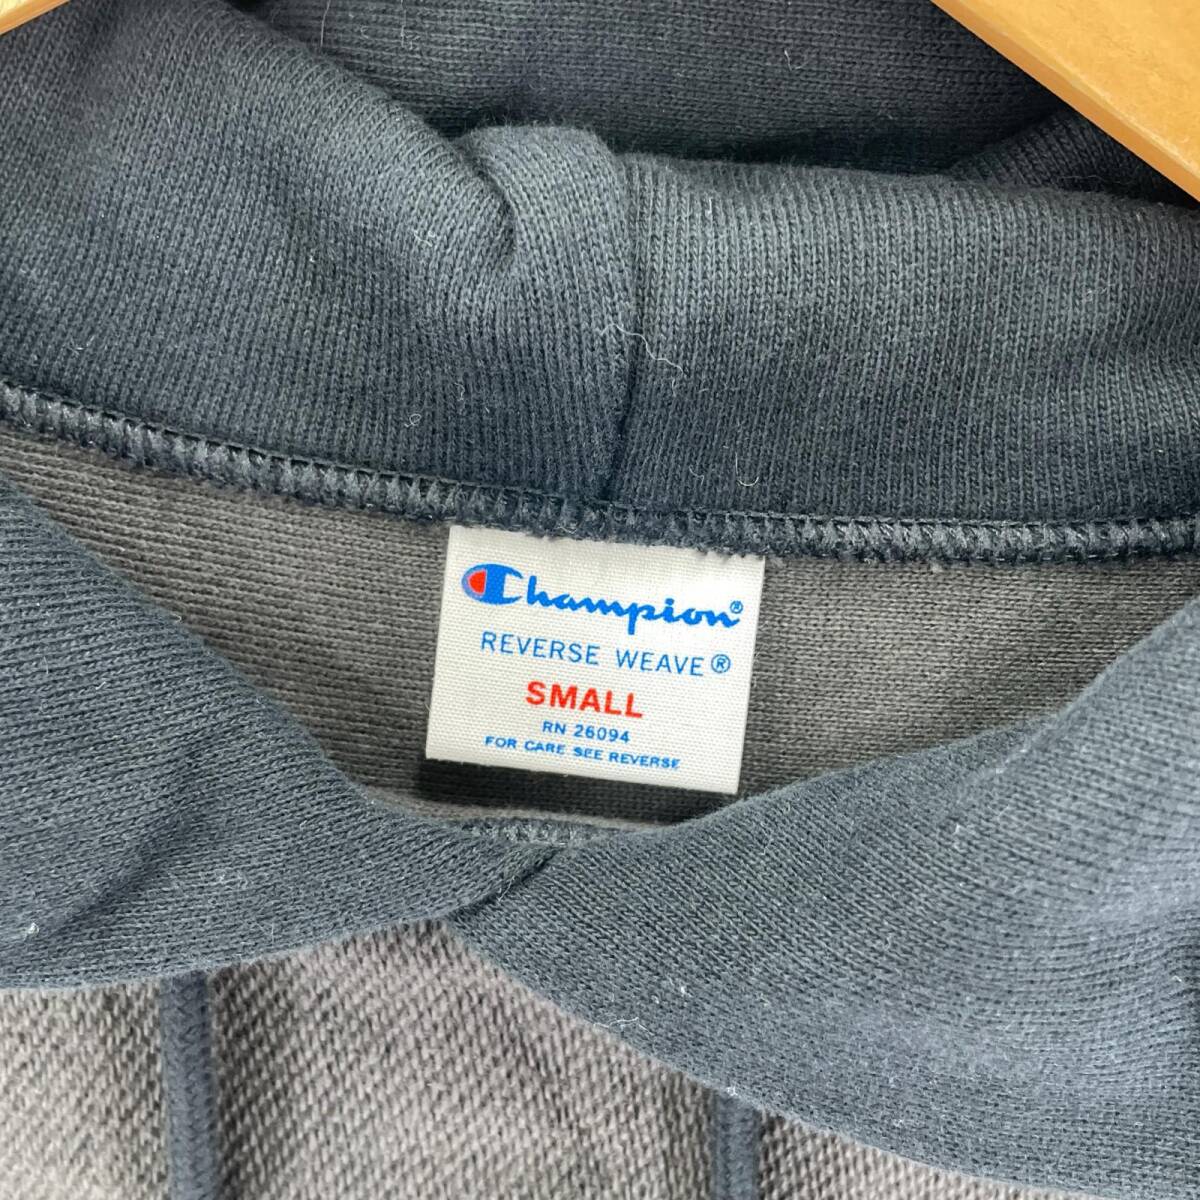 Champion®
REVERSE WEAVE®
SMALL
RN 26094
FOR CARE SEE REVERSE